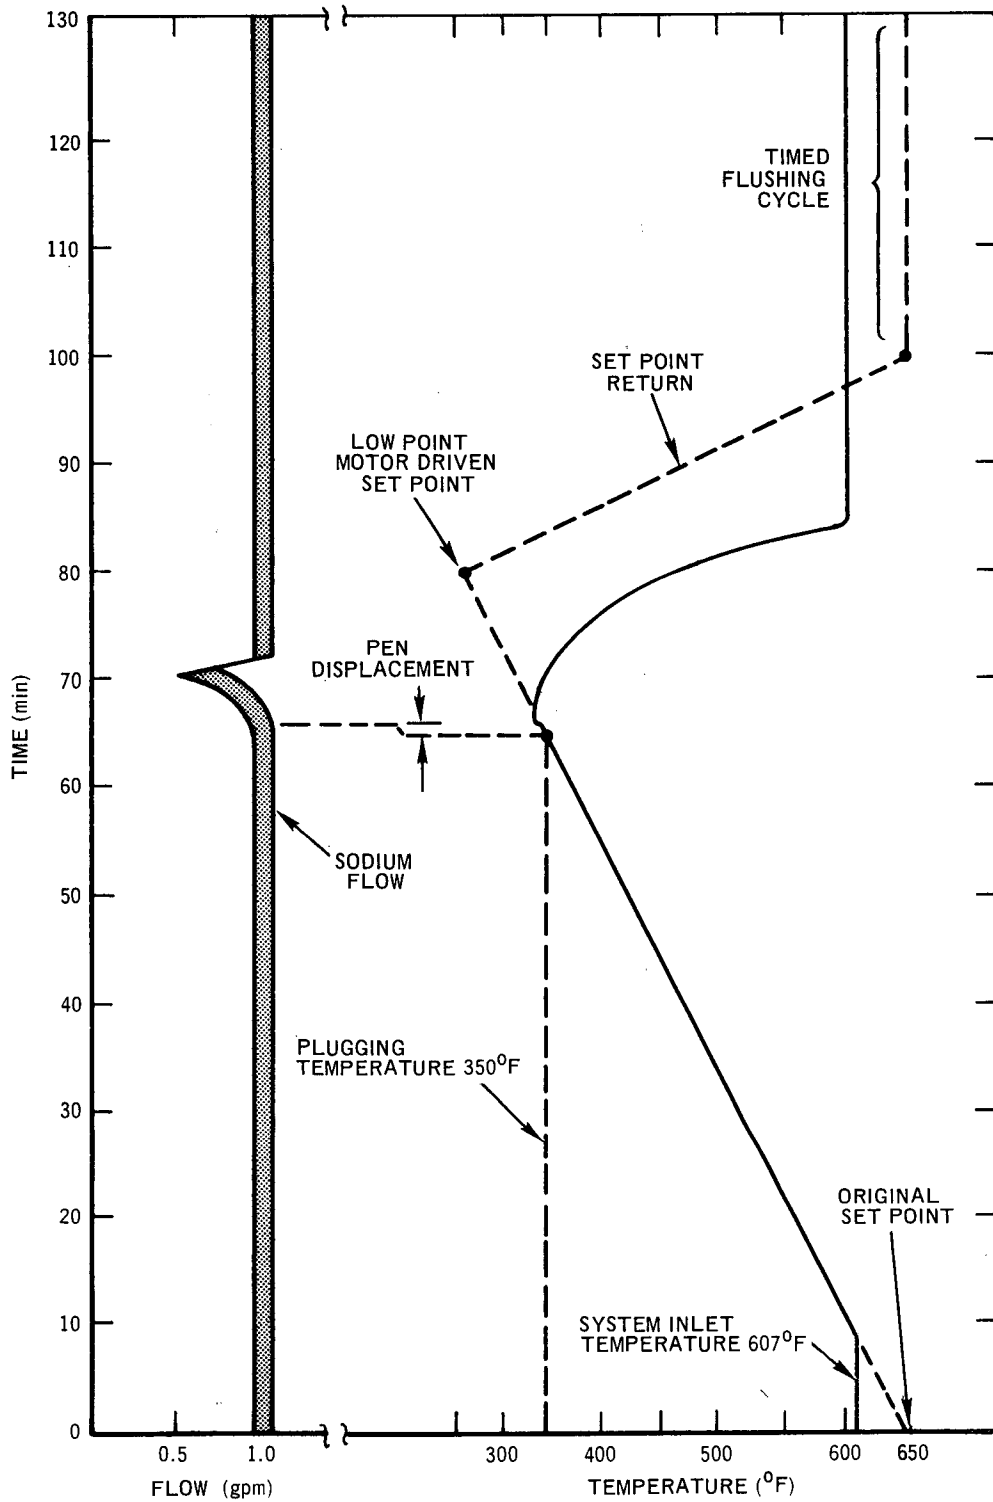 130
120
110
100
90
80
70
60
50
40
30
20
10
0
TIME (min)
TIMED
FLUSHING
CYCLE
SET POINT
RETURN
LOW POINT
MOTOR DRIVEN
SET POINT
PEN
DISPLACEMENT
SODIUM
FLOW
PLUGGING
TEMPERATURE 350°F
ORIGINAL
SET POINT
SYSTEM INLET
TEMPERATURE 607°F
0.5 1.0
300 400 500 600 650
FLOW (gpm)
TEMPERATURE (°F)